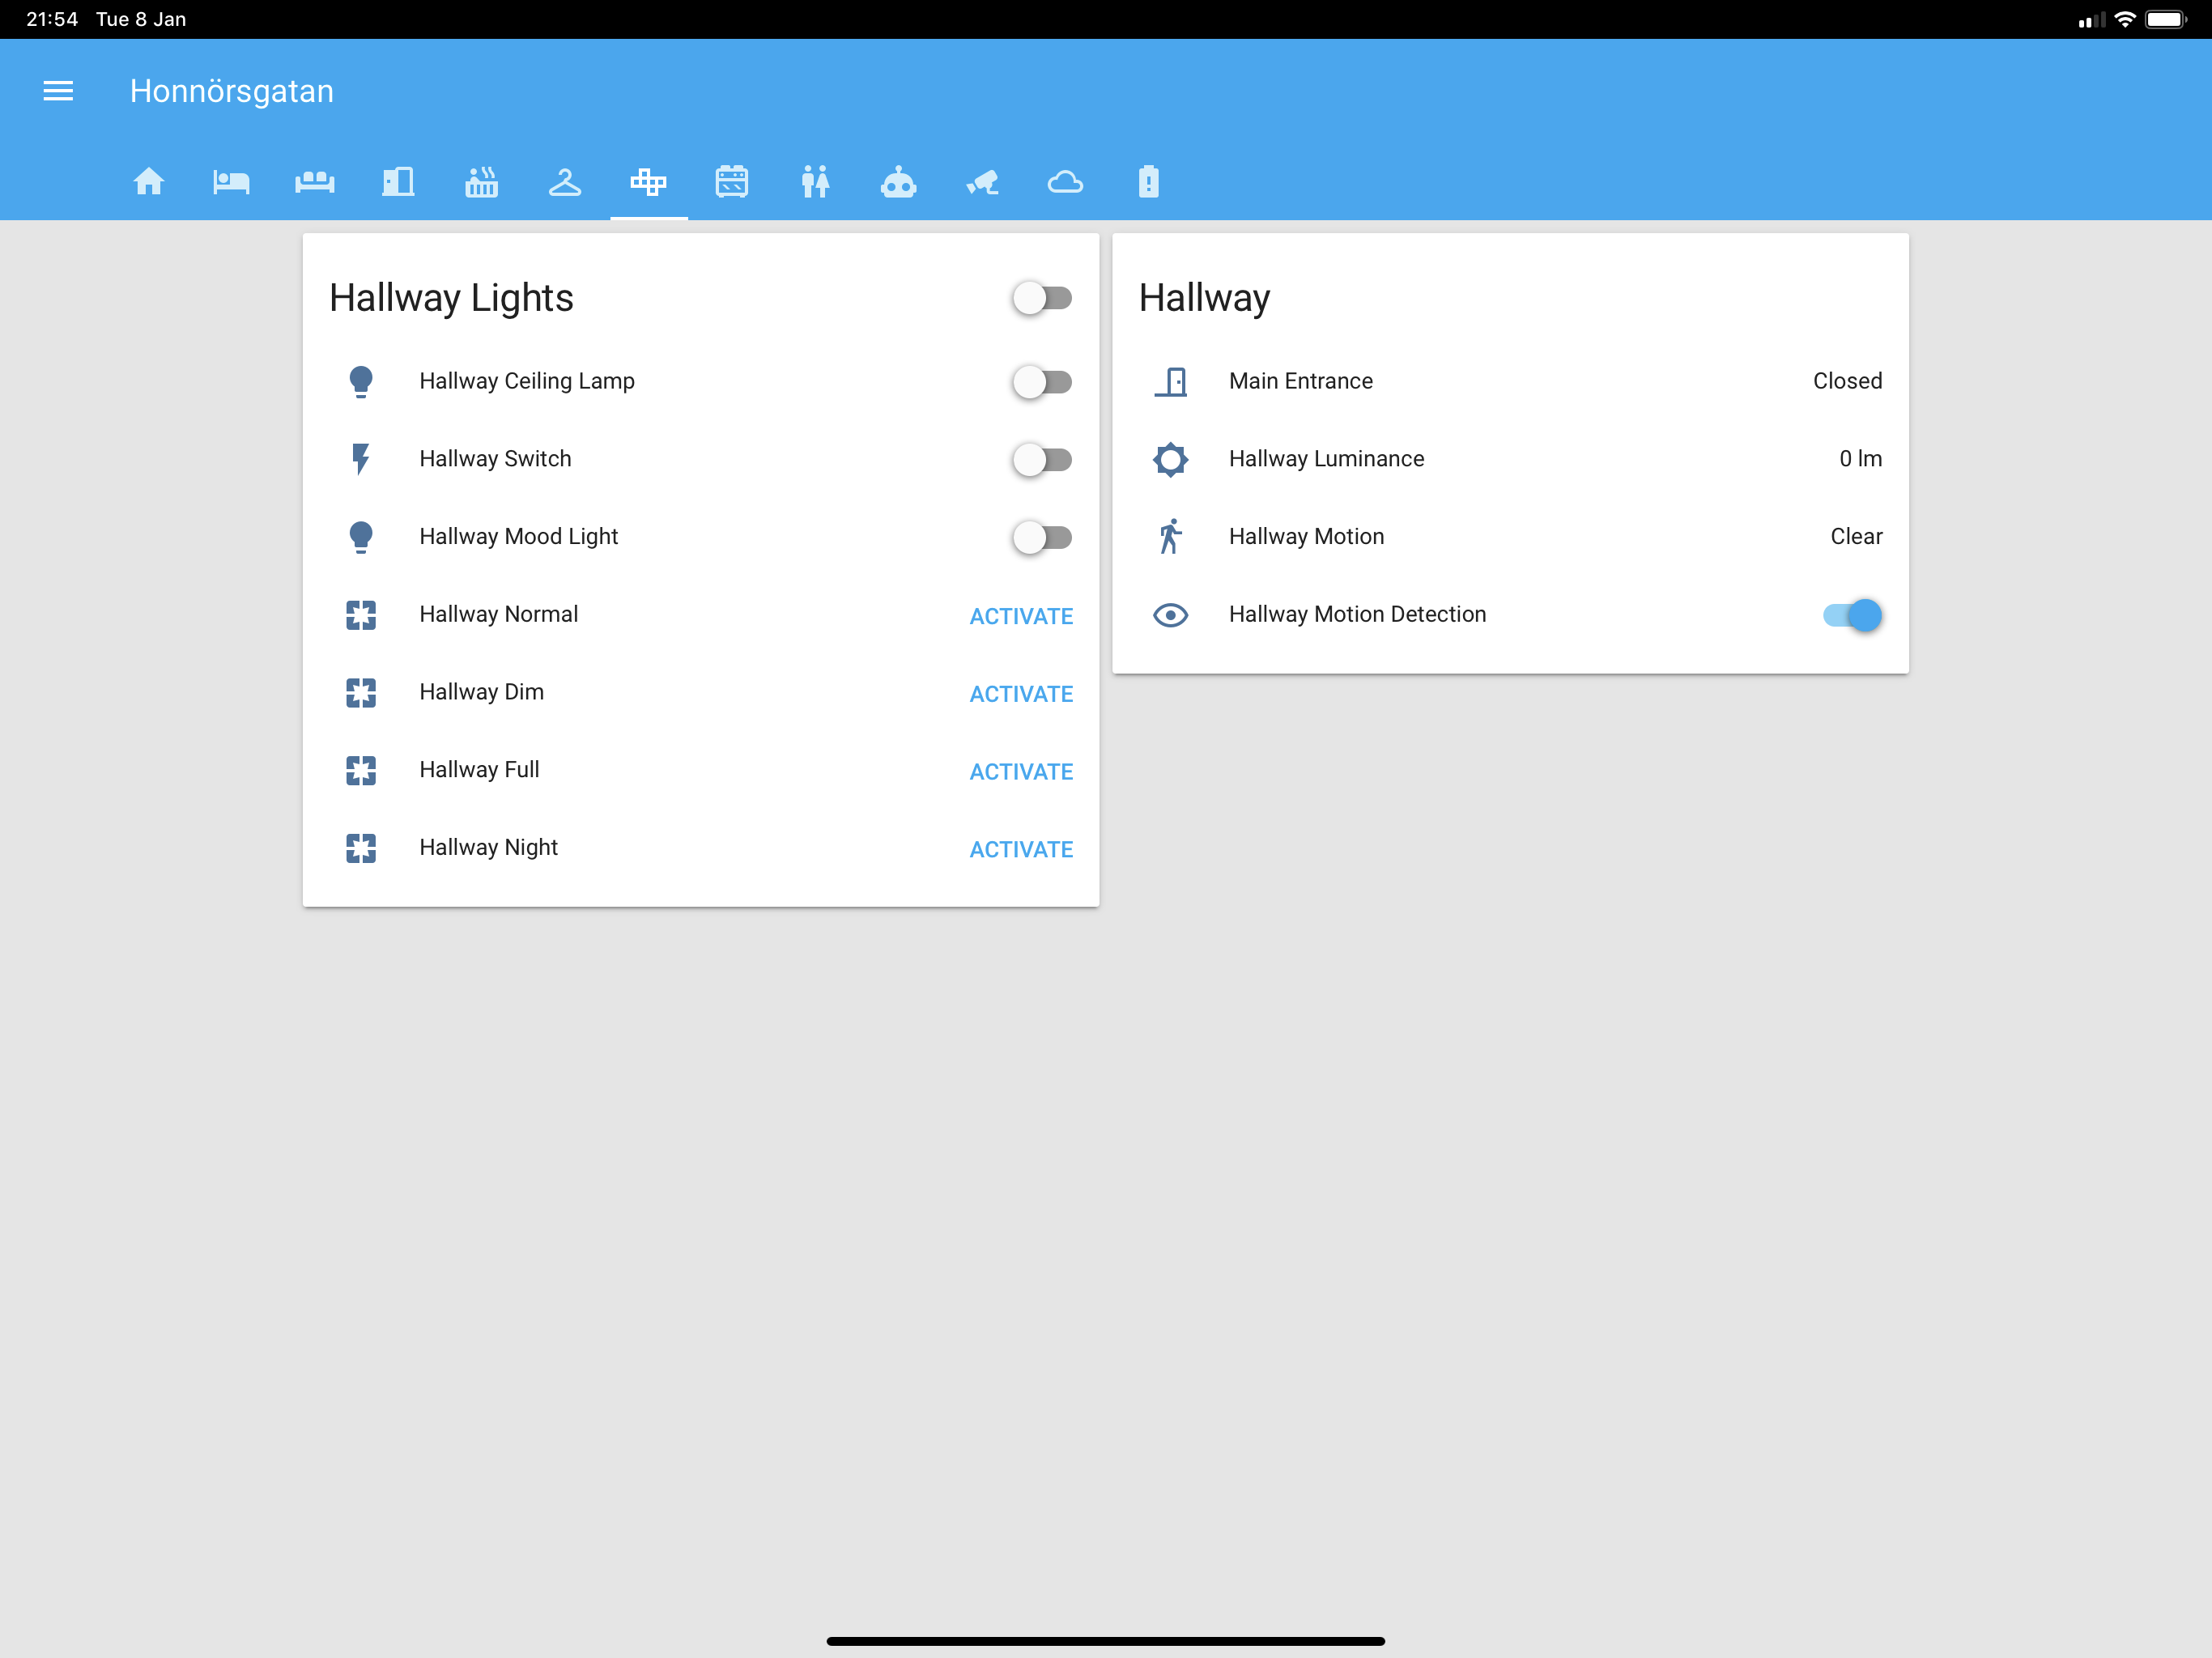 21:54 Tue 8 Jan
Honnörsgatan
Hallway Lights
Hallway Ceiling Lamp
Hallway Switch
Hallway Mood Light
Hallway Normal ACTIVATE
Hallway Dim ACTIVATE
Hallway Full ACTIVATE
Hallway Night ACTIVATE
Hallway
Main Entrance Closed
Hallway Luminance 0 lm
Hallway Motion Clear
Hallway Motion Detection